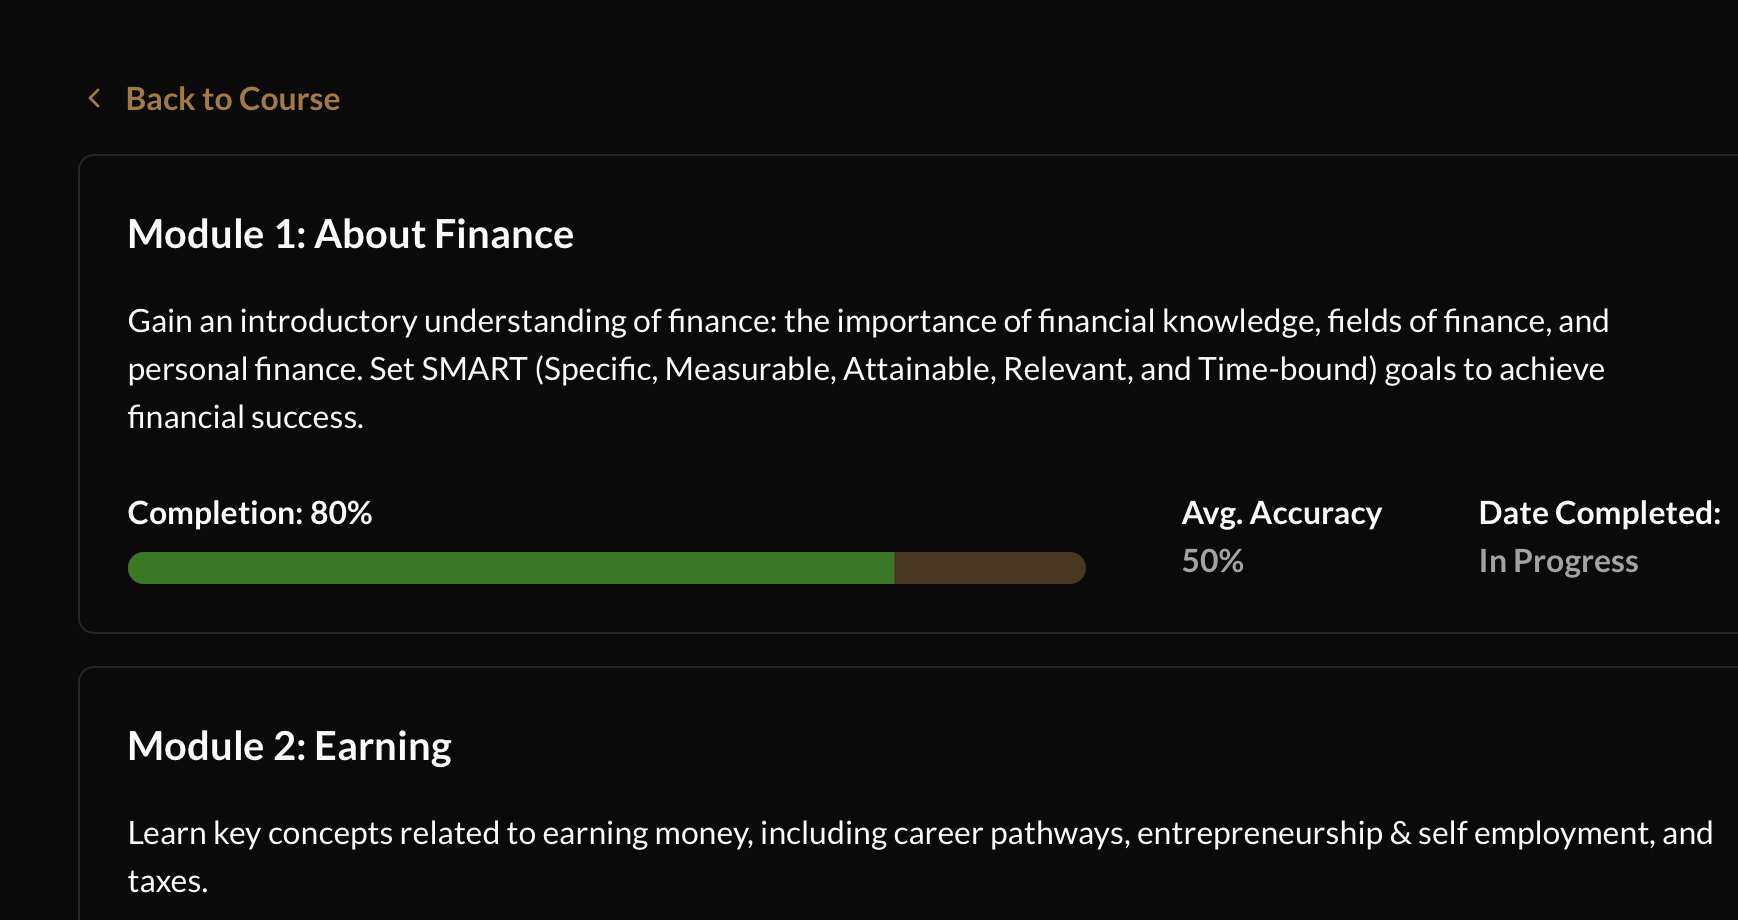 Back to Course
Module 1: About Finance
Gain an introductory understanding of finance: the importance of financial knowledge, fields of finance, and
personal finance. Set SMART (Specific, Measurable, Attainable, Relevant, and Time-bound) goals to achieve
financial success.
Completion: 80%
Avg. Accuracy
50%
Date Completed:
In Progress
Module 2: Earning
Learn key concepts related to earning money, including career pathways, entrepreneurship & self employment, and
taxes.